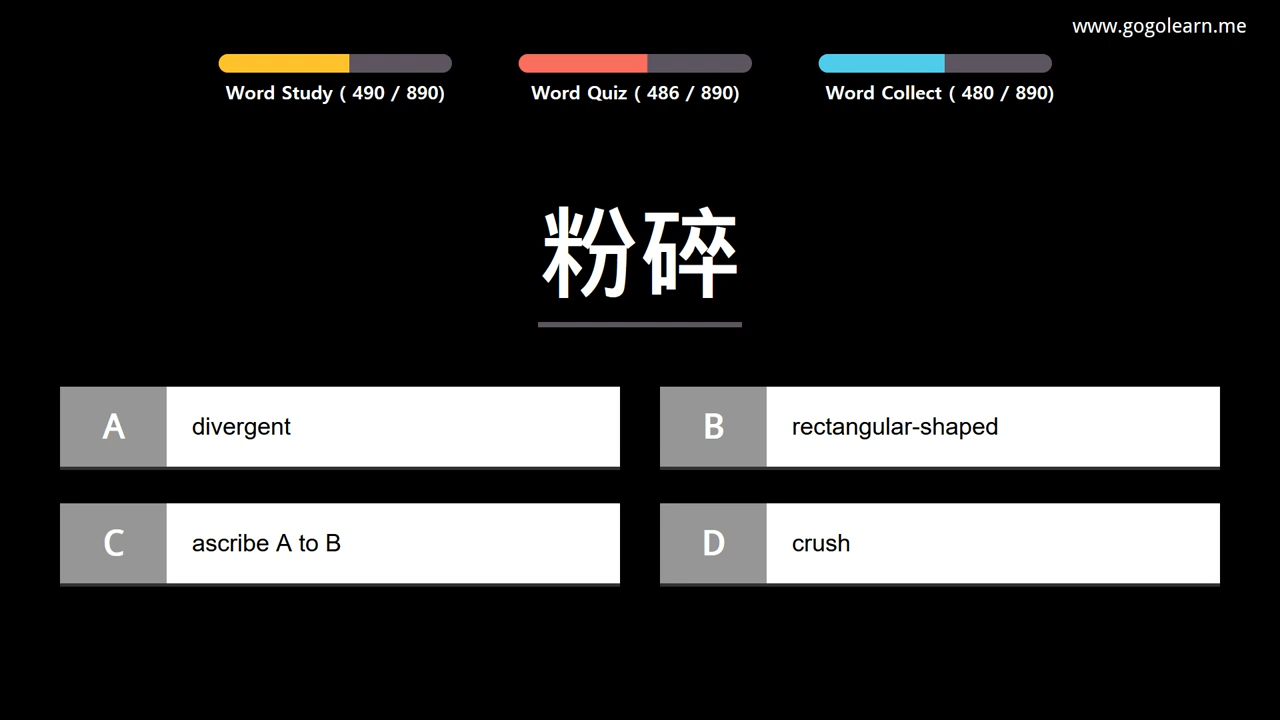 www.gogolearn.me
Word Study ( 490 / 890)
Word Quiz ( 486 / 890)
Word Collect ( 480 / 890)
粉碎
A divergent
B rectangular-shaped
C ascribe A to B
D crush